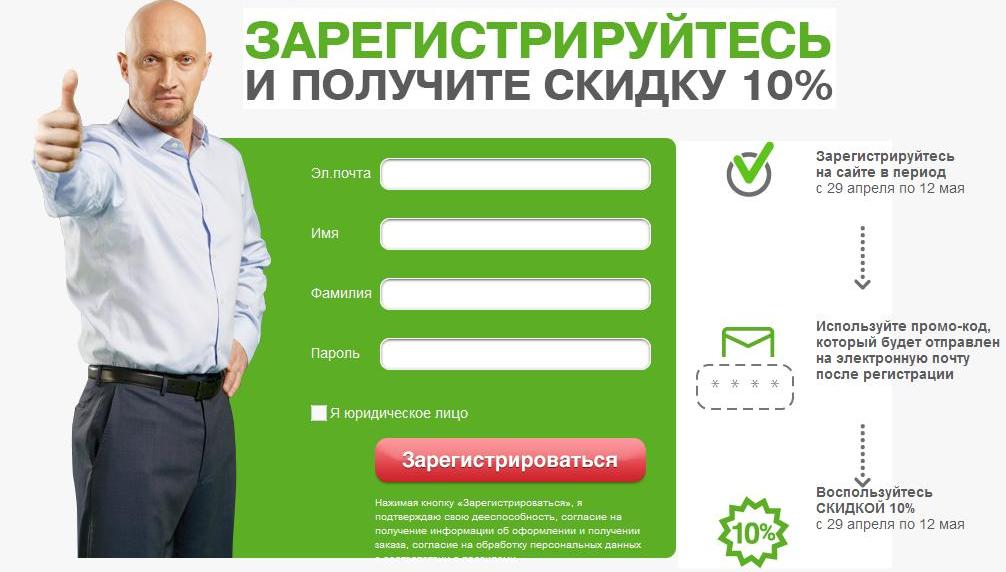 ЗАРЕГИСТРИРУЙТЕСЬ
И ПОЛУЧИТЕ СКИДКУ 10%
Эл.почта
Имя
Фамилия
Пароль
Я юридическое лицо
Зарегистрироваться
Нажимая кнопку «Зарегистрироваться», я
подтверждаю свою дееспособность, согласие на
получение информации об оформлении и получении
заказа, согласие на обработку персональных данных
Зарегистрируйтесь
на сайте в период
с 29 апреля по 12 мая
Используйте промо-код,
который будет отправлен
на электронную почту
после регистрации
* * * *
Воспользуйтесь
СКИДКОЙ 10%
с 29 апреля по 12 мая
10%